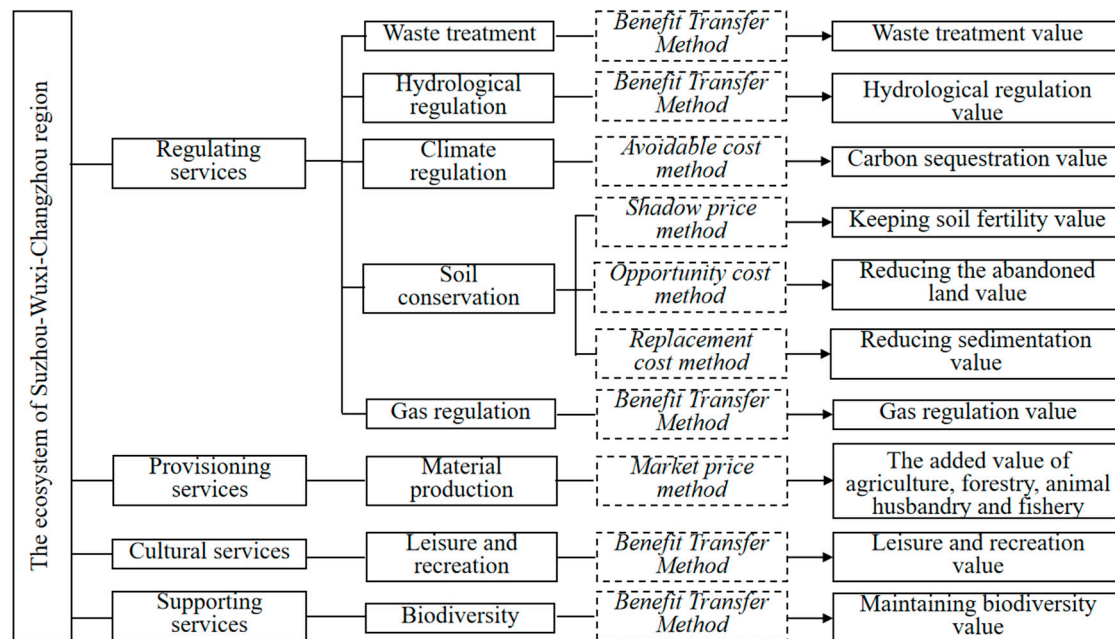 The ecosystem of Suzhou-Wuxi-Changzhou region
Regulating
services
Waste treatment
Benefit Transfer
Method
Waste treatment value
Hydrological
regulation
Benefit Transfer
Method
Hydrological regulation
value
Climate
regulation
Avoidable cost
method
Carbon sequestration value
Soil
conservation
Shadow price
method
Keeping soil fertility value
Opportunity cost
method
Reducing the abandoned
land value
Replacement
cost method
Reducing sedimentation
value
Gas regulation
Benefit Transfer
Method
Gas regulation value
Provisioning
services
Material
production
Market price
method
The added value of
agriculture, forestry, animal
husbandry and fishery
Cultural services
Leisure and
recreation
Benefit Transfer
Method
Leisure and recreation
value
Supporting
services
Biodiversity
Benefit Transfer
Method
Maintaining biodiversity
value